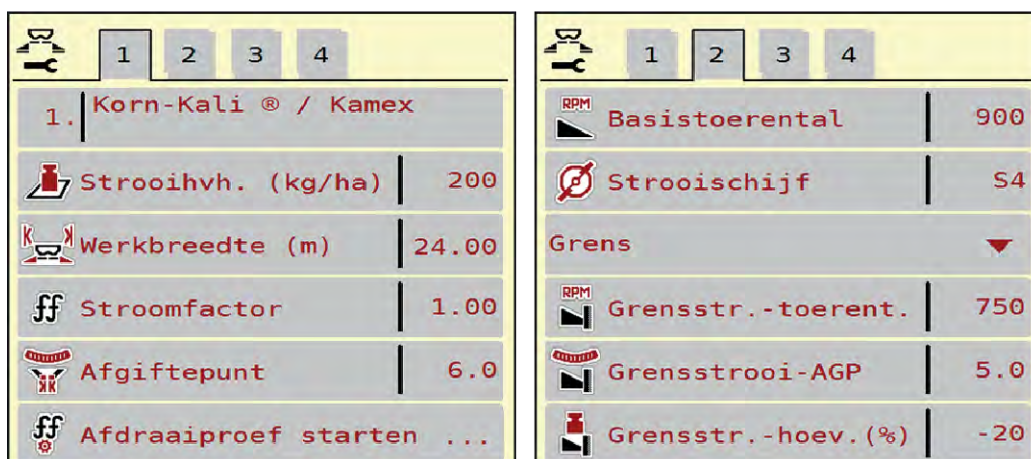 1 2 3 4
1. Korn-Kali ® / Kamex
Strooihvh. (kg/ha) 200
Werkbreedte (m) 24.00
Stroomfactor 1.00
Afgiftepunt 6.0
Afdraaiproef starten ...
1 2 3 4
RPM
Basistoerental 900
Strooischijf S4
Grens
RPM
Grensstr.-toerent. 750
Grensstrooi-AGP 5.0
Grensstr.-hoev.(%) -20